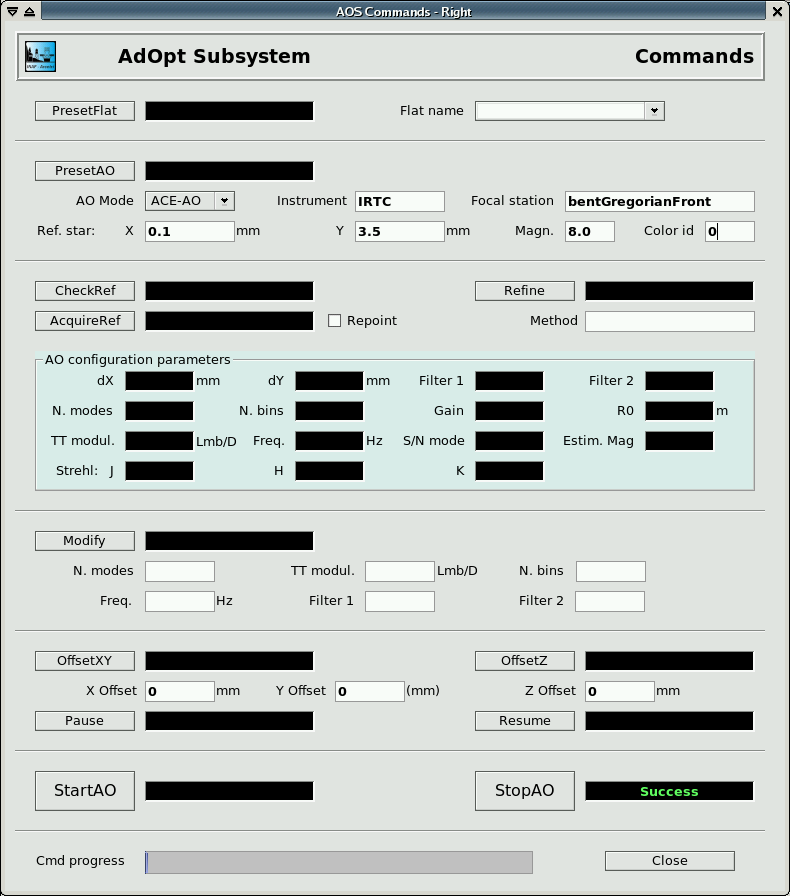 AOS Commands - Right
AdOpt Subsystem Commands
PresetFlat Flat name
PresetAO
AO Mode ACE-AO Instrument IRTC Focal station bentGregorianFront
Ref. star: X 0.1 mm Y 3.5 mm Magn. 8.0 Color id 0
CheckRef Refine
AcquireRef Repoint Method
AO configuration parameters
dX mm dY mm Filter 1 Filter 2
N. modes N. bins Gain R0 m
TT modul. Lmb/D Freq. Hz S/N mode Estim. Mag
Strehl: J H K
Modify
N. modes TT modul. Lmb/D N. bins
Freq. Hz Filter 1 Filter 2
OffsetXY OffsetZ
X Offset 0 mm Y Offset 0 (mm) Z Offset 0 mm
Pause Resume
StartAO StopAO Success
Cmd progress Close